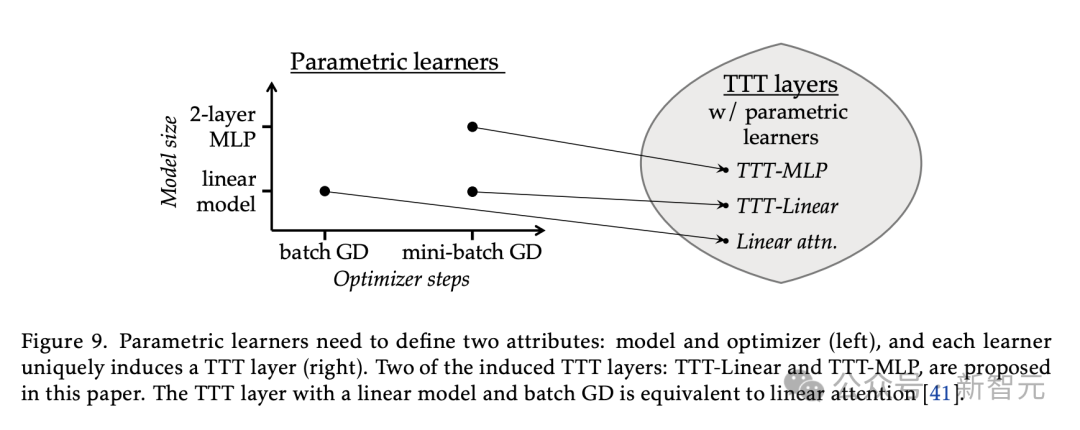 Parametric learners
Model size
2-layer
MLP
linear
model
batch GD
mini-batch GD
Optimizer steps
TTT layers
w/ parametric
learners
TTT-MLP
TTT-Linear
Linear attn.
Figure 9. Parametric learners need to define two attributes: model and optimizer (left), and each learner
uniquely induces a TTT layer (right). Two of the induced TTT layers: TTT-Linear and TTT-MLP, are proposed
in this paper. The TTT layer with a linear model and batch GD is equivalent to linear attention [41].
公众号 · 新智元